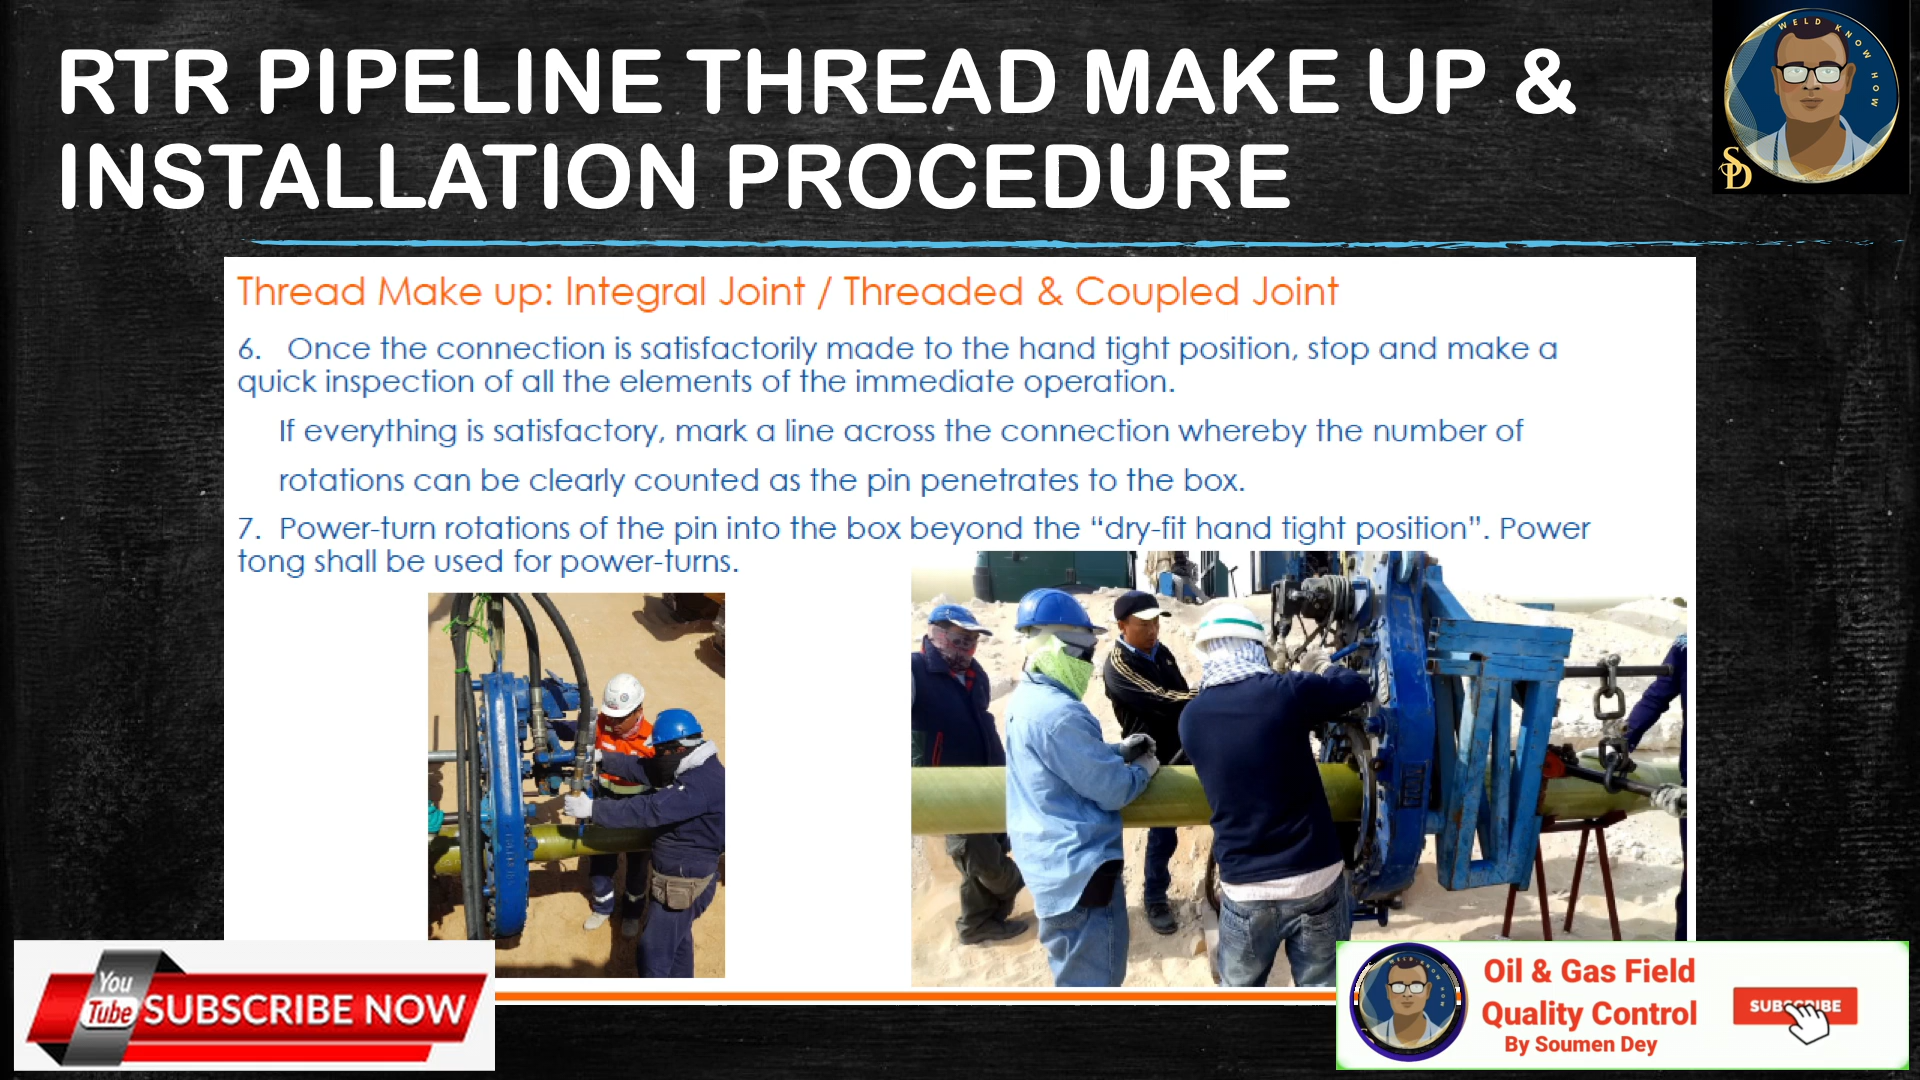 RTR PIPELINE THREAD MAKE UP &
INSTALLATION PROCEDURE
WELD KNOW HOW
SD
Thread Make up: Integral Joint / Threaded & Coupled Joint
6. Once the connection is satisfactorily made to the hand tight position, stop and make a
quick inspection of all the elements of the immediate operation.
If everything is satisfactory, mark a line across the connection whereby the number of
rotations can be clearly counted as the pin penetrates to the box.
7. Power-turn rotations of the pin into the box beyond the “dry-fit hand tight position”. Power
tong shall be used for power-turns.
You
Tube
SUBSCRIBE NOW
WELD KNOW HOW
Oil & Gas Field
Quality Control
By Soumen Dey
SUBSCRIBE